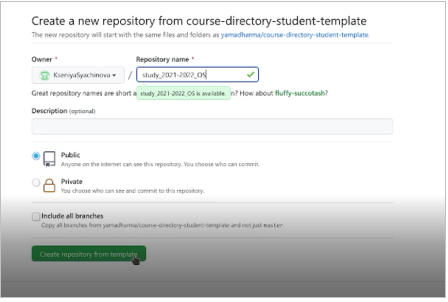 Create a new repository from course-directory-student-template
The new repository will start with the same files and folders as yamadharma/course-directory-student-template.
Owner *
Repository name *
KseniyaSyachinova
/
study_2021-2022_OS
Great repository names are short a
study_2021-2022_OS is available.
n? How about fluffy-succotash?
Description (optional)
Public
Anyone on the internet can see this repository. You choose who can commit.
Private
You choose who can see and commit to this repository.
Include all branches
Copy all branches from yamadharma/course-directory-student-template and not just master.
Create repository from template